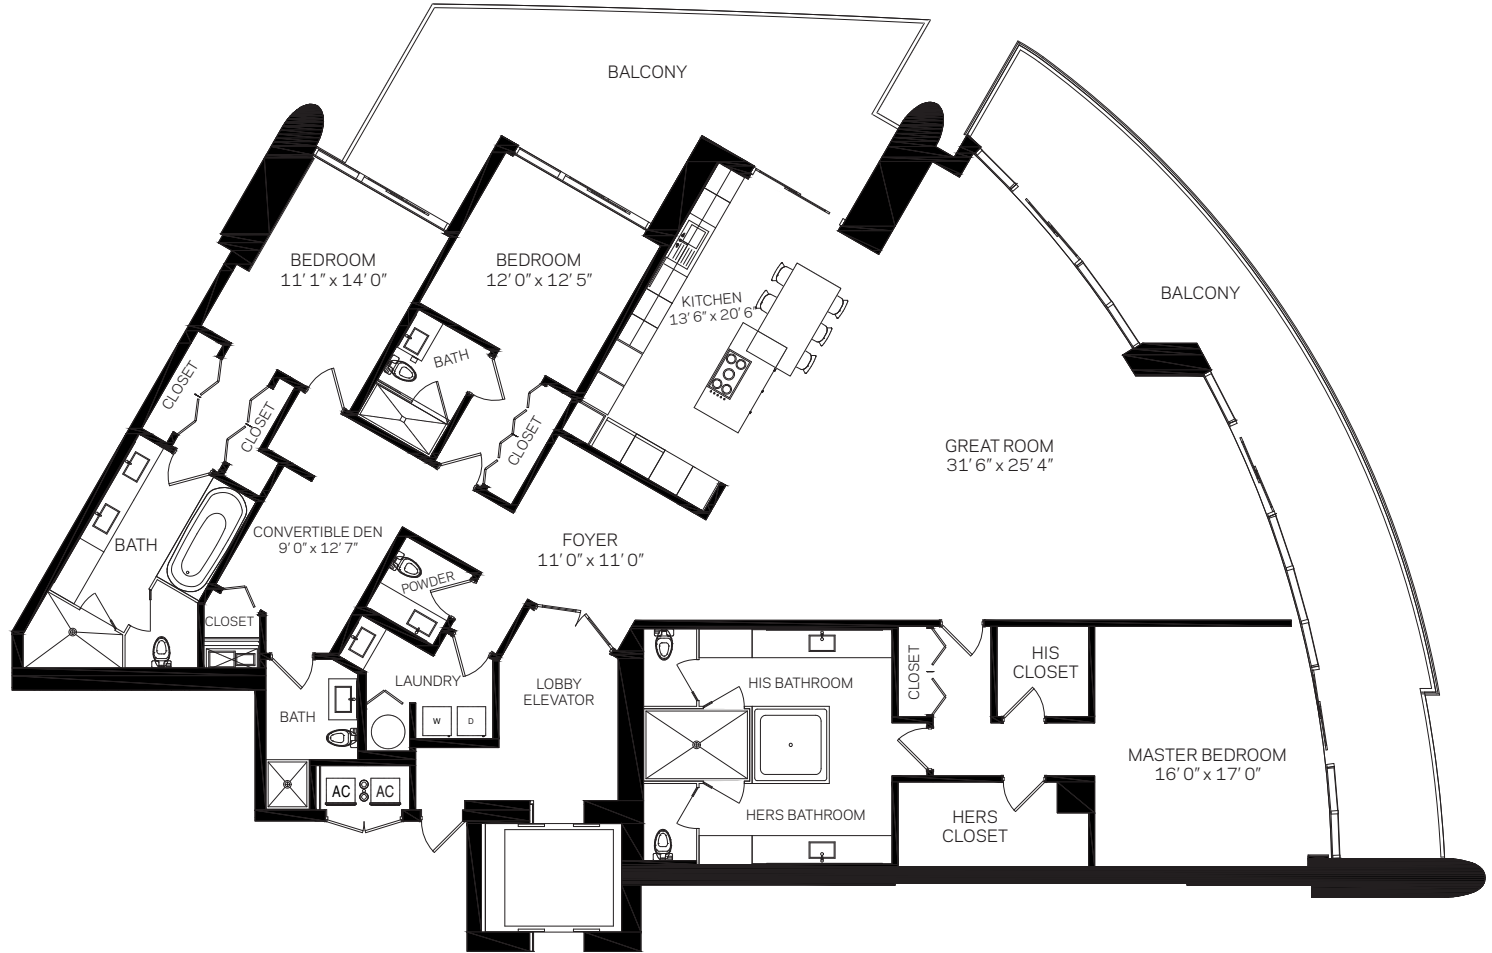 BALCONY
BALCONY
BEDROOM
11' 1" x 14' 0"
BEDROOM
12' 0" x 12' 5"
KITCHEN
13' 6" x 20' 6"
BATH
CLOSET
CLOSET
CLOSET
GREAT ROOM
31' 6" x 25' 4"
BATH
CONVERTIBLE DEN
9' 0" x 12' 7"
FOYER
11' 0" x 11' 0"
POWDER
CLOSET
LAUNDRY
W
D
LOBBY
ELEVATOR
BATH
AC
AC
HIS BATHROOM
CLOSET
HIS
CLOSET
MASTER BEDROOM
16' 0" x 17' 0"
HERS BATHROOM
HERS
CLOSET